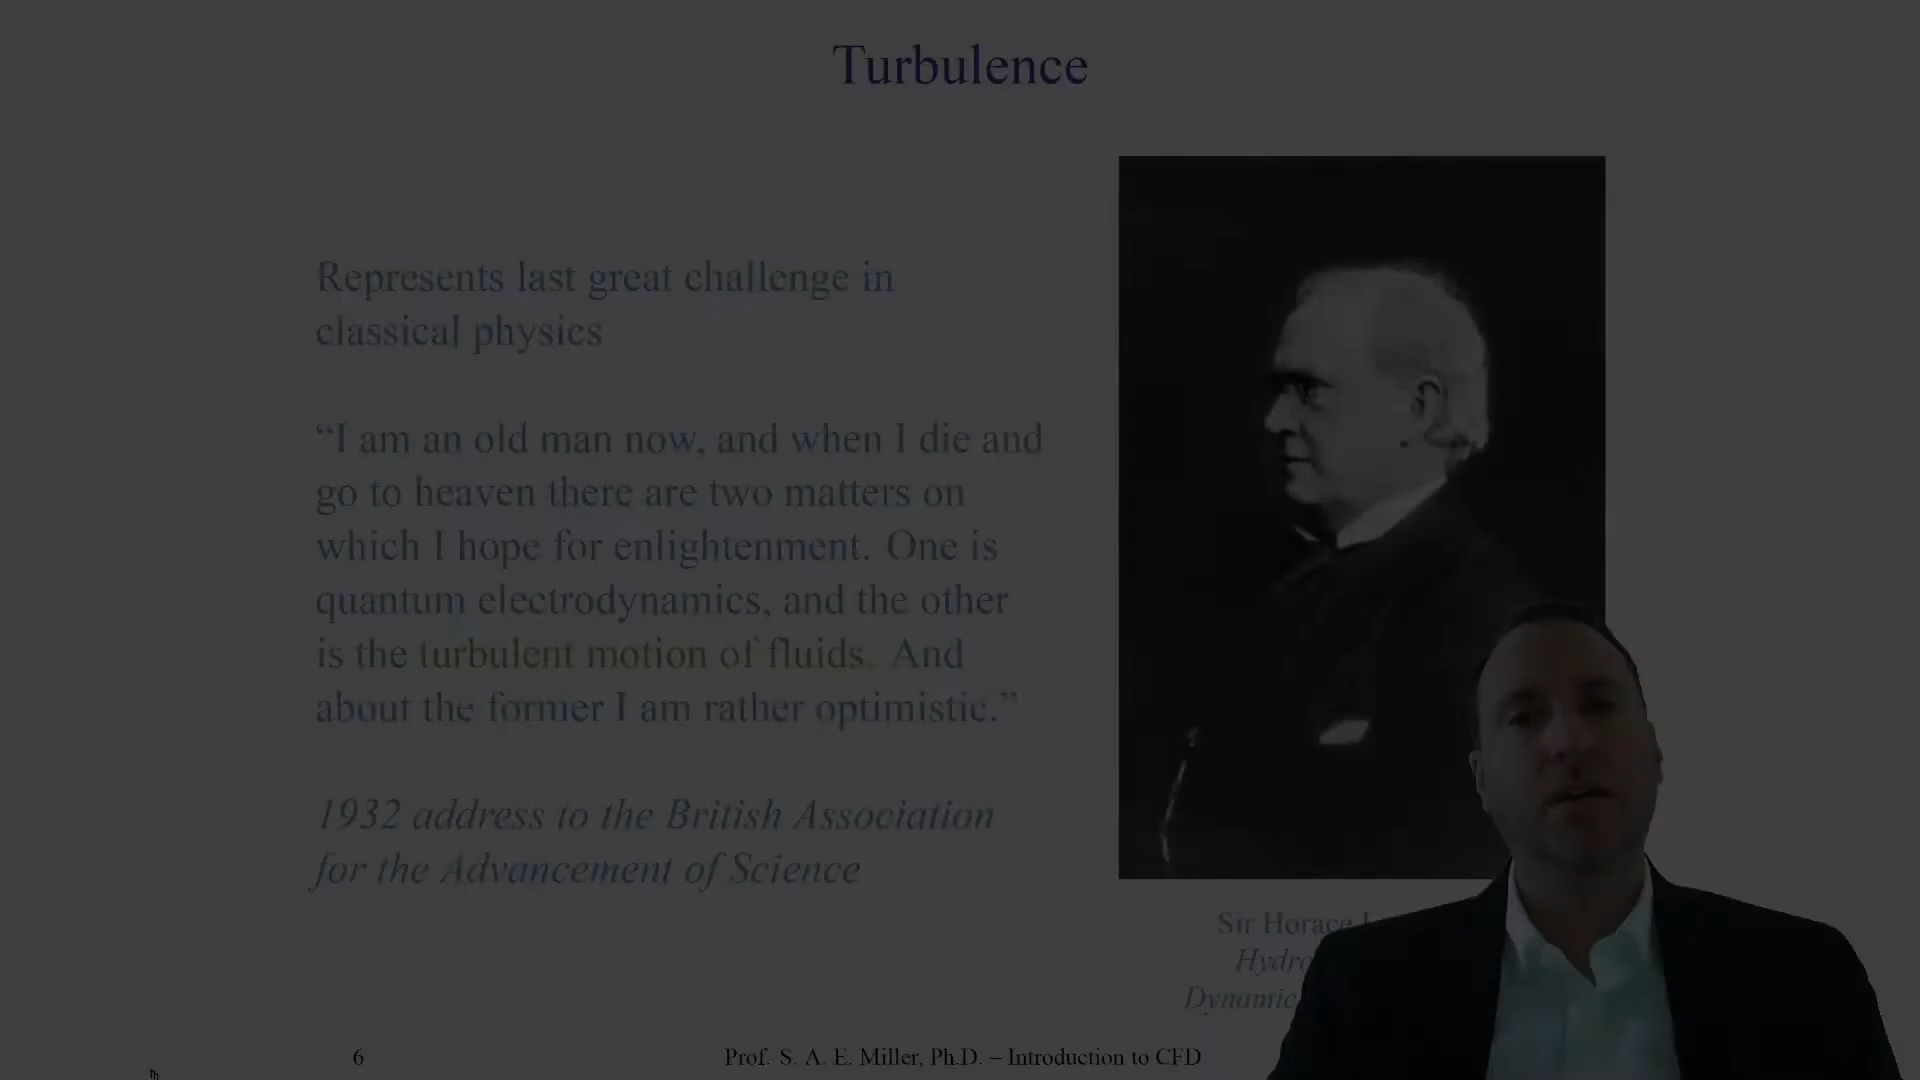 Turbulence
Represents last great challenge in
classical physics
“I am an old man now, and when I die and
go to heaven there are two matters on
which I hope for enlightenment. One is
quantum electrodynamics, and the other
is the turbulent motion of fluids. And
about the former I am rather optimistic.”
1932 address to the British Association
for the Advancement of Science
Sir Horace
6
Prof. S. A. E. Miller, Ph.D. – Introduction to CFD